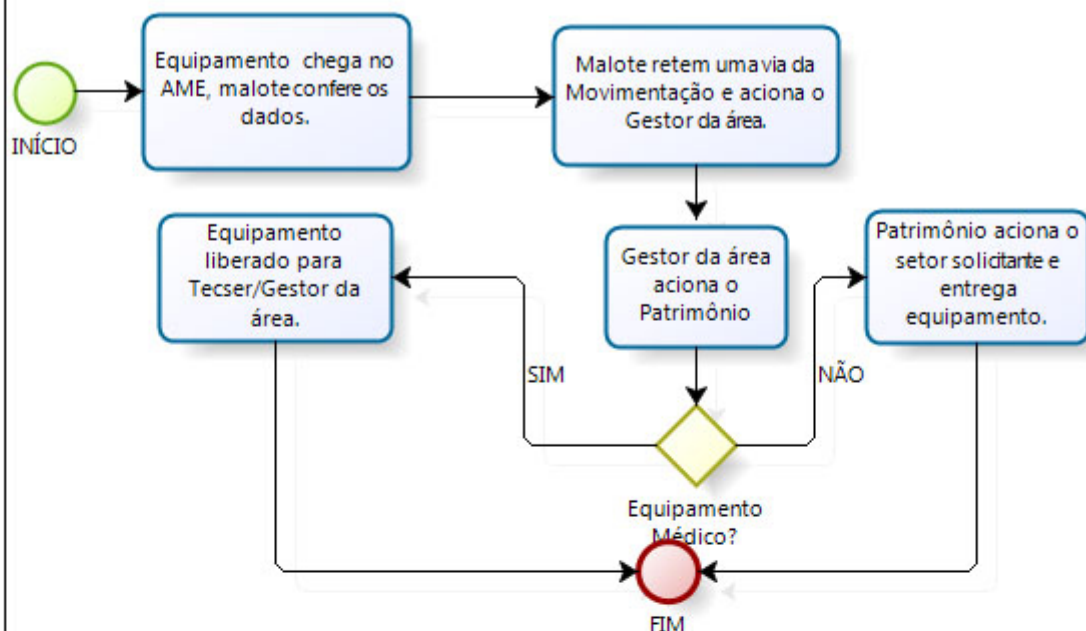 INÍCIO
Equipamento chega no
AME, malote confere os
dados.
Malote retem uma via da
Movimentação e aciona o
Gestor da área.
Gestor da área
aciona o
Patrimônio
Patrimônio aciona o
setor solicitante e
entrega
equipamento.
Equipamento
liberado para
Tecser/Gestor da
área.
SIM
NÃO
Equipamento
Médico?
FIM